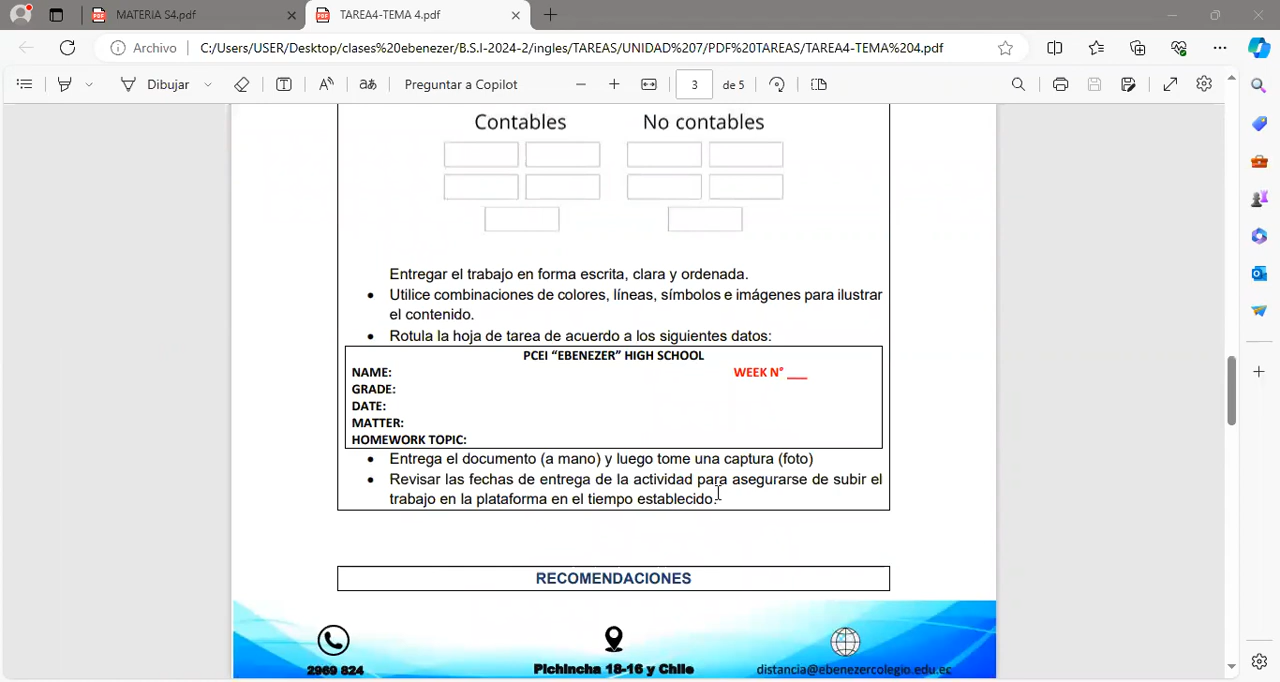 MATERIA S4.pdf
TAREA4-TEMA 4.pdf
Archivo
C:/Users/USER/Desktop/clases%20ebenezer/B.S.I-2024-2/ingles/TAREAS/UNIDAD%207/PDF%20TAREAS/TAREA4-TEMA%204.pdf
Dibujar
aあ
Preguntar a Copilot
3 de 5
Contables No contables
Entregar el trabajo en forma escrita, clara y ordenada.
• Utilice combinaciones de colores, líneas, símbolos e imágenes para ilustrar
el contenido.
• Rotula la hoja de tarea de acuerdo a los siguientes datos:
PCEI “EBENEZER” HIGH SCHOOL
NAME: WEEK N° ___
GRADE:
DATE:
MATTER:
HOMEWORK TOPIC:
• Entrega el documento (a mano) y luego tome una captura (foto)
• Revisar las fechas de entrega de la actividad para asegurarse de subir el
trabajo en la plataforma en el tiempo establecido.
RECOMENDACIONES
2969 824
Pichincha 18-16 y Chile
distancia@ebenezercolegio.edu.ec